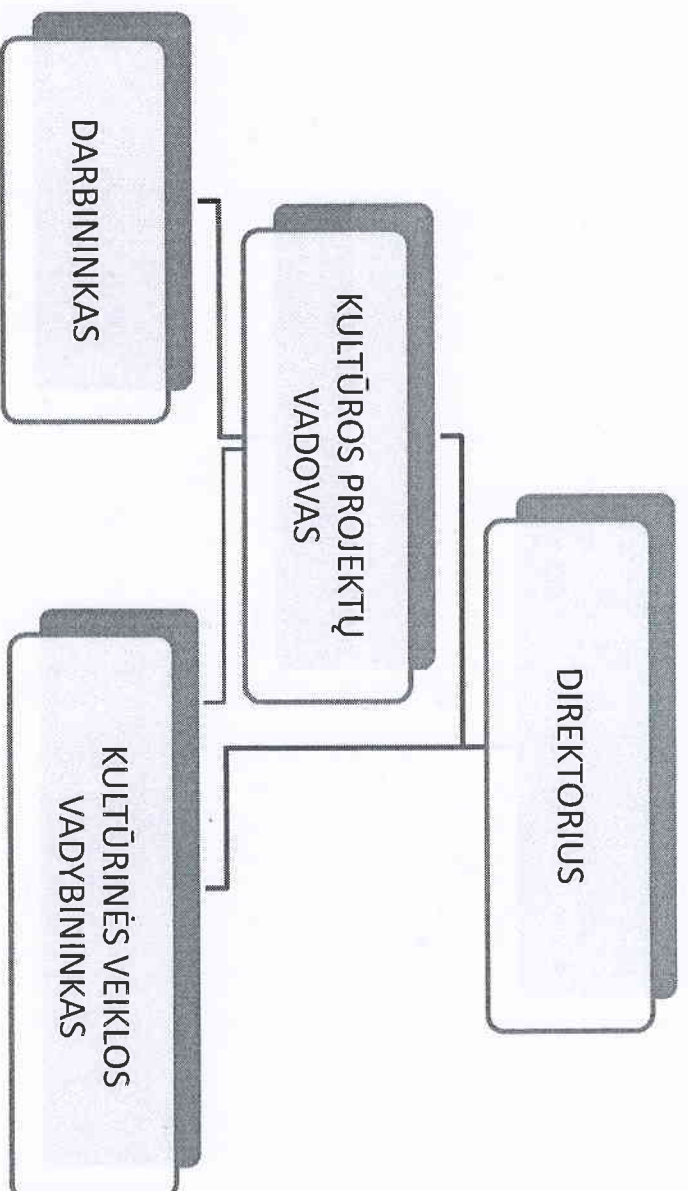 DIREKTORIUS
KULTŪROS PROJEKTŲ
VADOVAS
DARBININKAS
KULTŪRINĖS VEIKLOS
VADYBININKAS